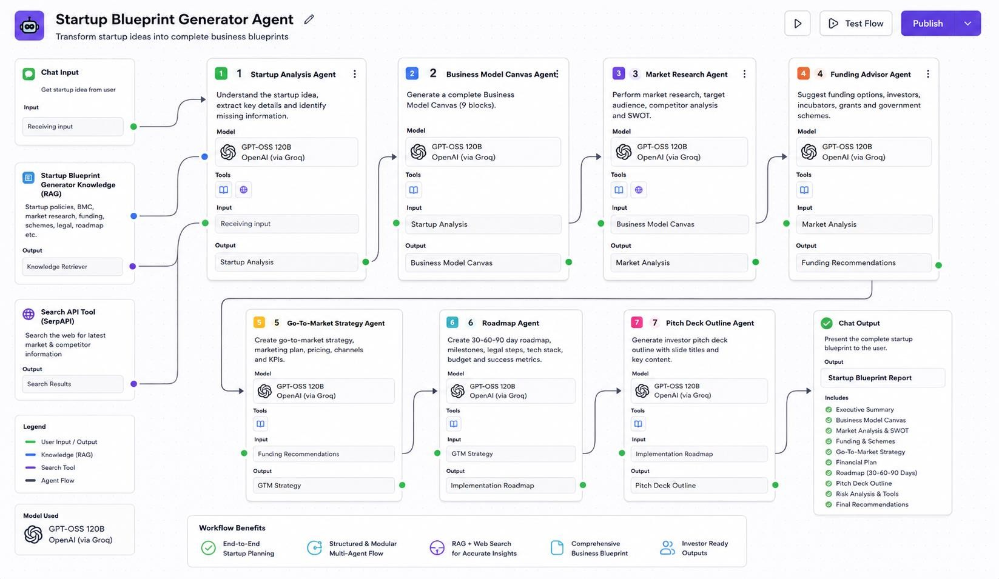 Startup Blueprint Generator Agent
Transform startup ideas into complete business blueprints
Test Flow
Publish
Chat Input
Get startup idea from user
Input
Receiving input
Startup Blueprint
Generator Knowledge
(RAG)
Startup policies, BMC,
market research, funding,
schemes, legal, roadmap
etc.
Output
Knowledge Retriever
Search API Tool
(SerpAPI)
Search the web for latest
market & competitor
information
Output
Search Results
Legend
User Input / Output
Knowledge (RAG)
Search Tool
Agent Flow
Model Used
GPT-OSS 120B
OpenAI (via Groq)
1 1 Startup Analysis Agent
Understand the startup idea,
extract key details and identify
missing information.
Model
GPT-OSS 120B
OpenAI (via Groq)
Tools
Input
Receiving input
Output
Startup Analysis
2 2 Business Model Canvas Agent
Generate a complete Business
Model Canvas (9 blocks).
Model
GPT-OSS 120B
OpenAI (via Groq)
Tools
Input
Startup Analysis
Output
Business Model Canvas
3 3 Market Research Agent
Perform market research, target
audience, competitor analysis
and SWOT.
Model
GPT-OSS 120B
OpenAI (via Groq)
Tools
Input
Business Model Canvas
Output
Market Analysis
4 4 Funding Advisor Agent
Suggest funding options, investors,
incubators, grants and government
schemes.
Model
GPT-OSS 120B
OpenAI (via Groq)
Tools
Input
Market Analysis
Output
Funding Recommendations
5 5 Go-To-Market Strategy Agent
Create go-to-market strategy,
marketing plan, pricing, channels
and KPIs.
Model
GPT-OSS 120B
OpenAI (via Groq)
Tools
Input
Funding Recommendations
Output
GTM Strategy
6 6 Roadmap Agent
Create 30-60-90 day roadmap,
milestones, legal steps, tech stack,
budget and success metrics.
Model
GPT-OSS 120B
OpenAI (via Groq)
Tools
Input
GTM Strategy
Output
Implementation Roadmap
7 7 Pitch Deck Outline Agent
Generate investor pitch deck
outline with slide titles and
key content.
Model
GPT-OSS 120B
OpenAI (via Groq)
Tools
Input
Implementation Roadmap
Output
Pitch Deck Outline
Chat Output
Present the complete startup
blueprint to the user.
Output
Startup Blueprint Report
Includes
Executive Summary
Business Model Canvas
Market Analysis & SWOT
Funding & Schemes
Go-To-Market Strategy
Financial Plan
Roadmap (30-60-90 Days)
Pitch Deck Outline
Risk Analysis & Tools
Final Recommendations
Workflow Benefits
End-to-End
Startup Planning
Structured & Modular
Multi-Agent Flow
RAG + Web Search
for Accurate Insights
Comprehensive
Business Blueprint
Investor Ready
Outputs